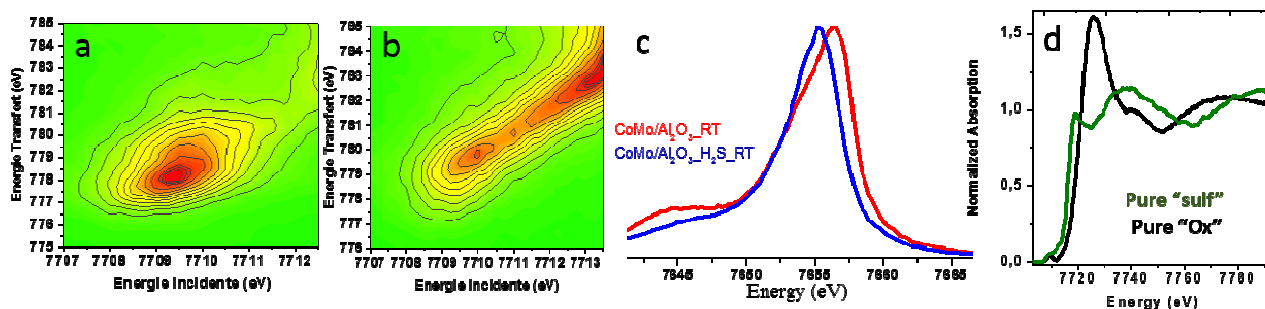 a
Energie Transfert (eV)
785
784
783
782
781
780
779
778
777
776
775
7707 7708 7709 7710 7711 7712
Energie Incidente (eV)
b
Energie Transfert (eV)
785
784
783
782
781
780
779
778
777
776
7707 7708 7709 7710 7711 7712 7713
Energie Incidente (eV)
c
CoMo/Al₂O₃_RT
CoMo/Al₂O₃_H₂S_RT
7645 7650 7655 7660 7665
Energy (eV)
d
Normalized Absorption
1,5
1,0
0,5
0,0
Pure "sulf"
Pure "Ox"
7720 7740 7760 7780
Energy (eV)